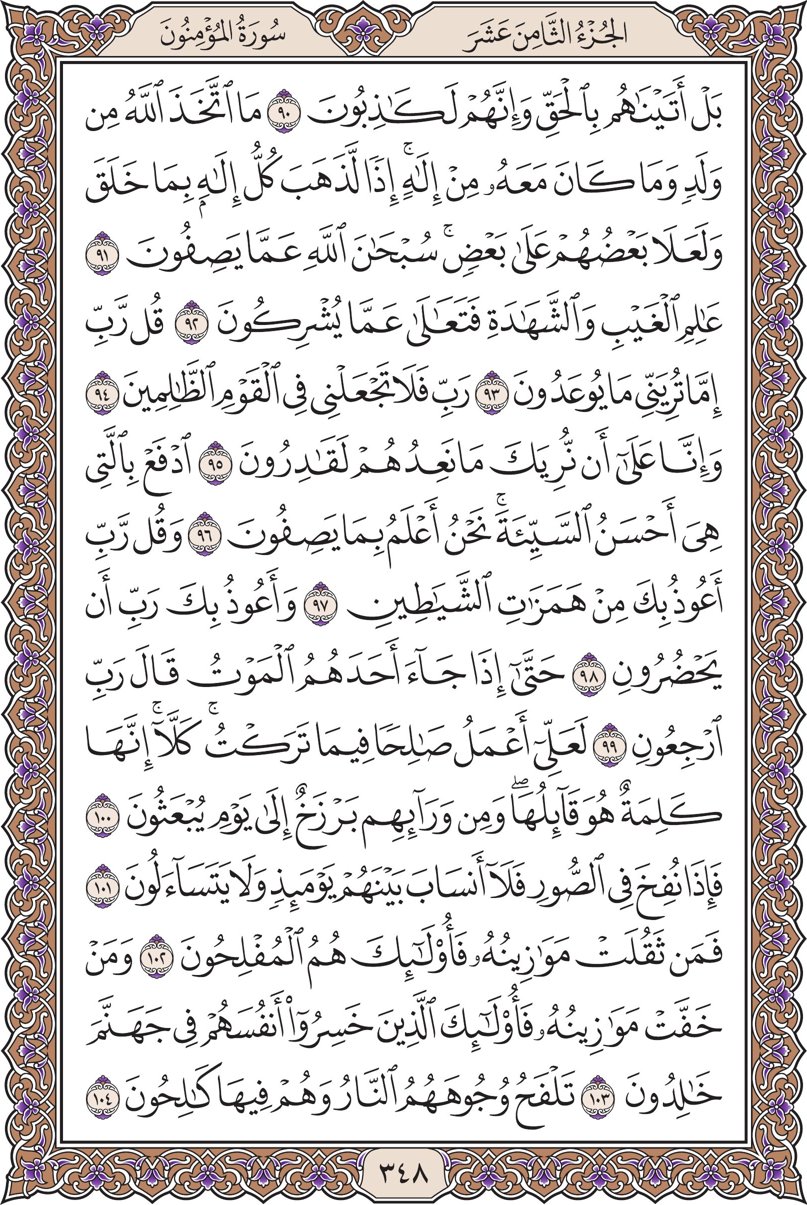 الجُزْءُ الثَّامِنَ عَشَرَ
سُورَةُ المُؤْمِنُونَ
بَلْ أَتَيْنَٰهُم بِٱلْحَقِّ وَإِنَّهُمْ لَكَٰذِبُونَ ٩٠ مَا ٱتَّخَذَ ٱللَّهُ مِن
وَلَدٍ وَمَا كَانَ مَعَهُۥ مِنْ إِلَٰهٍ ۚ إِذًا لَّذَهَبَ كُلُّ إِلَٰهٍۭ بِمَا خَلَقَ
وَلَعَلَا بَعْضُهُمْ عَلَىٰ بَعْضٍ ۚ سُبْحَٰنَ ٱللَّهِ عَمَّا يَصِفُونَ ٩١
عَٰلِمِ ٱلْغَيْبِ وَٱلشَّهَٰدَةِ فَتَعَٰلَىٰ عَمَّا يُشْرِكُونَ ٩٢ قُل رَّبِّ
إِمَّا تُرِيَنِّي مَا يُوعَدُونَ ٩٣ رَبِّ فَلَا تَجْعَلْنِي فِي ٱلْقَوْمِ ٱلظَّٰلِمِينَ ٩٤
وَإِنَّا عَلَىٰٓ أَن نُّرِيَكَ مَا نَعِدُهُمْ لَقَٰدِرُونَ ٩٥ ٱدْفَعْ بِٱلَّتِي
هِيَ أَحْسَنُ ٱلسَّيِّئَةَ ۚ نَحْنُ أَعْلَمُ بِمَا يَصِفُونَ ٩٦ وَقُل رَّبِّ
أَعُوذُ بِكَ مِنْ هَمَزَٰتِ ٱلشَّيَٰطِينِ ٩٧ وَأَعُوذُ بِكَ رَبِّ أَن
يَحْضُرُونِ ٩٨ حَتَّىٰٓ إِذَا جَآءَ أَحَدَهُمُ ٱلْمَوْتُ قَالَ رَبِّ
ٱرْجِعُونِ ٩٩ لَعَلِّيٓ أَعْمَلُ صَٰلِحًا فِيمَا تَرَكْتُ ۚ كَلَّآ ۚ إِنَّهَا
كَلِمَةٌ هُوَ قَآئِلُهَا ۖ وَمِن وَرَآئِهِم بَرْزَخٌ إِلَىٰ يَوْمِ يُبْعَثُونَ ١٠٠
فَإِذَا نُفِخَ فِي ٱلصُّورِ فَلَآ أَنسَابَ بَيْنَهُمْ يَوْمَئِذٍ وَلَا يَتَسَآءَلُونَ ١٠١
فَمَن ثَقُلَتْ مَوَٰزِينُهُۥ فَأُو۟لَٰٓئِكَ هُمُ ٱلْمُفْلِحُونَ ١٠٢ وَمَنْ
خَفَّتْ مَوَٰزِينُهُۥ فَأُو۟لَٰٓئِكَ ٱلَّذِينَ خَسِرُوٓا۟ أَنفُسَهُمْ فِي جَهَنَّمَ
خَٰلِدُونَ ١٠٣ تَلْفَحُ وُجُوهَهُمُ ٱلنَّارُ وَهُمْ فِيهَا كَٰلِحُونَ ١٠٤
٣٤٨